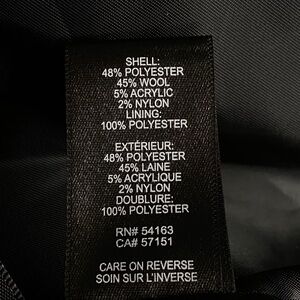 SHELL:
48% POLYESTER
45% WOOL
5% ACRYLIC
2% NYLON
LINING:
100% POLYESTER
EXTÉRIEUR:
48% POLYESTER
45% LAINE
5% ACRYLIQUE
2% NYLON
DOUBLURE:
100% POLYESTER
RN# 54163
CA# 57151
CARE ON REVERSE
SOIN SUR L'INVERSE